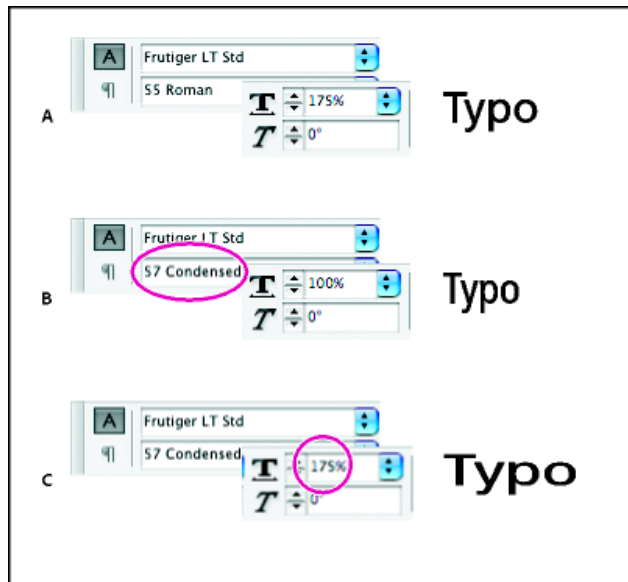 A Frutiger LT Std
¶ 55 Roman
T 175%
T 0°
A
Typo
A Frutiger LT Std
¶ 57 Condensed
T 100%
T 0°
B
Typo
A Frutiger LT Std
¶ 57 Condensed
T 175%
T 0°
C
Typo